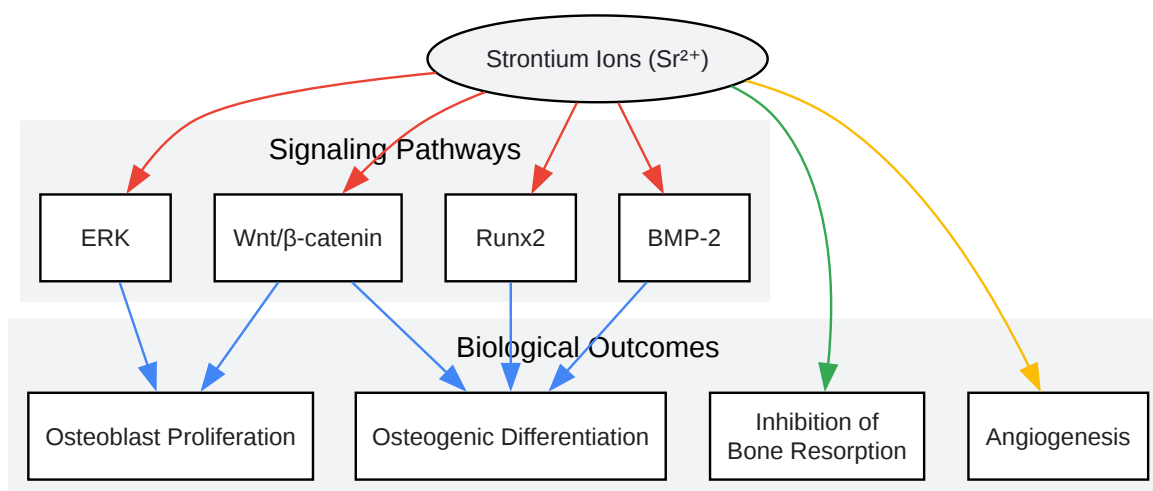 Strontium Ions (Sr²⁺)
Signaling Pathways
ERK
Wnt/β-catenin
Runx2
BMP-2
Biological Outcomes
Osteoblast Proliferation
Osteogenic Differentiation
Inhibition of
Bone Resorption
Angiogenesis